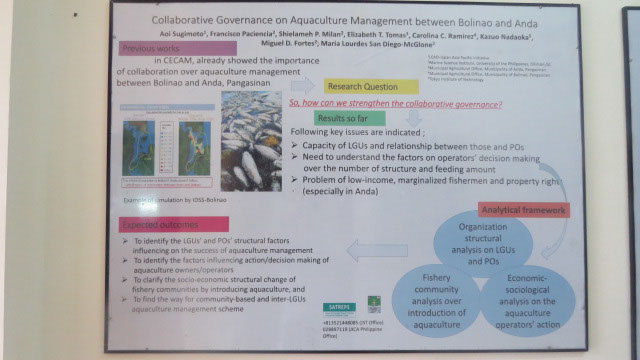 Collaborative Governance on Aquaculture Management between Bolinao and Anda
Aoi Sugimoto¹, Francisco Paciencia², Shielameh P. Milan², Elizabeth T. Tomas³, Carolina C. Ramirez⁴, Kazuo Nadaoka⁵,
Miguel D. Fortes², Maria Lourdes San Diego-McGlone²
Previous works
in CECAM, already showed the importance
of collaboration over aquaculture management
between Bolinao and Anda, Pangasinan
Example of simulation by IOSS-Bolinao
Research Question
So, how can we strengthen the collaborative governance?
Results so far
Following key issues are indicated ;
➢ Capacity of LGUs and relationship between those and POs
➢ Need to understand the factors on operators' decision making
over the number of structure and feeding amount
➢ Problem of low-income, marginalized fishermen and property right
(especially in Anda)
Analytical framework
Organization
structural
analysis on LGUs
and POs
Fishery
community
analysis over
introduction of
aquaculture
Economic-
sociological
analysis on the
aquaculture
operators' action
Expected outcomes
➢ To identify the LGUs' and POs' structural factors
influencing on the success of aquaculture management
➢ To identify the factors influencing action/decision making of
aquaculture owners/operators
➢ To clarify the socio-economic structural change of
fishery communities by introducing aquaculture, and
➢ To find the way for community-based and inter-LGUs
aquaculture management scheme
SATREPS
(JST Office)
(JICA Philippine
Office)